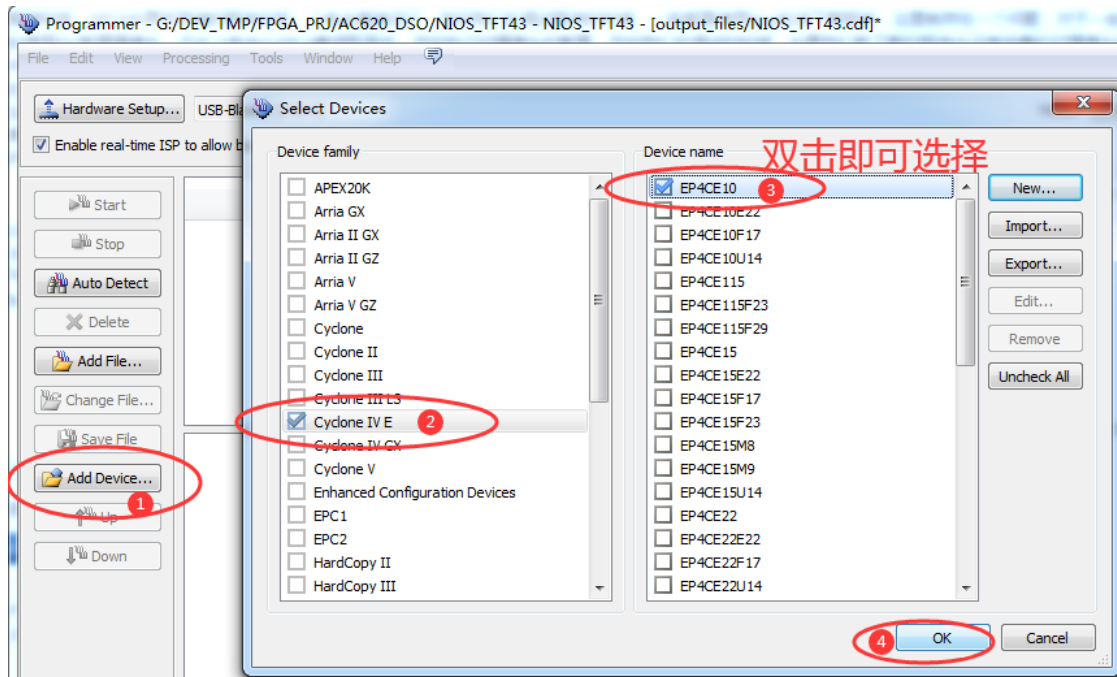 Programmer - G:/DEV_TMP/FPGA_PRJ/AC620_DSO/NIOS_TFT43 - NIOS_TFT43 - [output_files/NIOS_TFT43.cdf]*
File Edit View Processing Tools Window Help
Hardware Setup... USB-Bla
Enable real-time ISP to allow b
Start
Stop
Auto Detect
Delete
Add File...
Change File...
Save File
Add Device...
1
Up
Down
Select Devices
Device family
APEX20K
Arria GX
Arria II GX
Arria II GZ
Arria V
Arria V GZ
Cyclone
Cyclone II
Cyclone III
Cyclone III LS
Cyclone IV E 2
Cyclone IV GX
Cyclone V
Enhanced Configuration Devices
EPC1
EPC2
HardCopy II
HardCopy III
Device name
双击即可选择
EP4CE10 3
EP4CE10E22
EP4CE10F17
EP4CE10U14
EP4CE115
EP4CE115F23
EP4CE115F29
EP4CE15
EP4CE15E22
EP4CE15F17
EP4CE15F23
EP4CE15M8
EP4CE15M9
EP4CE15U14
EP4CE22
EP4CE22E22
EP4CE22F17
EP4CE22U14
New...
Import...
Export...
Edit...
Remove
Uncheck All
4 OK Cancel